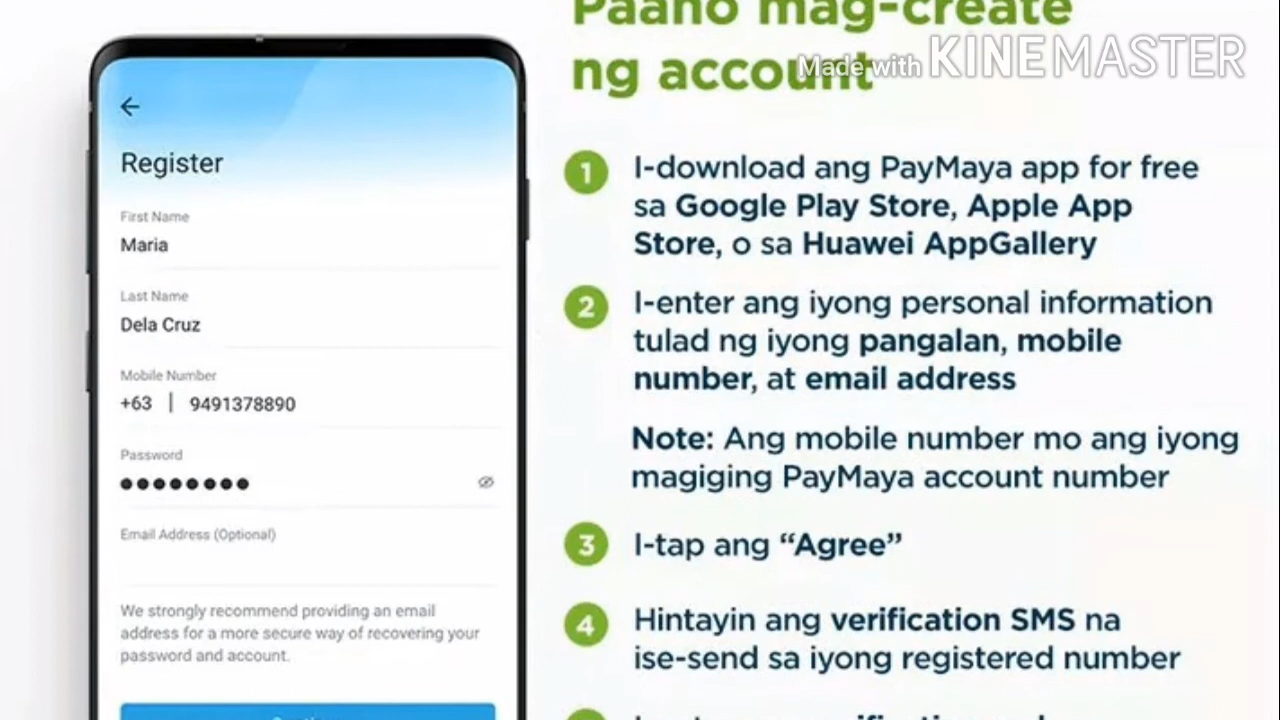 Paano mag-create
ng account
Made with KINEMASTER
Register
First Name
Maria
Last Name
Dela Cruz
Mobile Number
+63 | 9491378890
Password
Email Address (Optional)
We strongly recommend providing an email
address for a more secure way of recovering your
password and account.
1 I-download ang PayMaya app for free
sa Google Play Store, Apple App
Store, o sa Huawei AppGallery
2 I-enter ang iyong personal information
tulad ng iyong pangalan, mobile
number, at email address
Note: Ang mobile number mo ang iyong
magiging PayMaya account number
3 I-tap ang “Agree”
4 Hintayin ang verification SMS na
ise-send sa iyong registered number